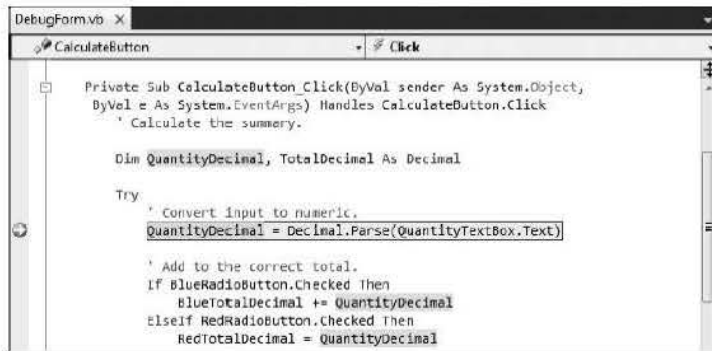 DebugForm.vb X
CalculateButton Click
Private Sub CalculateButton_Click(ByVal sender As System.Object,
ByVal e As System.EventArgs) Handles CalculateButton.Click
' Calculate the summary.
Dim QuantityDecimal, TotalDecimal As Decimal
Try
' Convert input to numeric.
QuantityDecimal = Decimal.Parse(QuantityTextBox.Text)
' Add to the correct total.
If BlueRadioButton.Checked Then
BlueTotalDecimal += QuantityDecimal
ElseIf RedRadioButton.Checked Then
RedTotalDecimal = QuantityDecimal